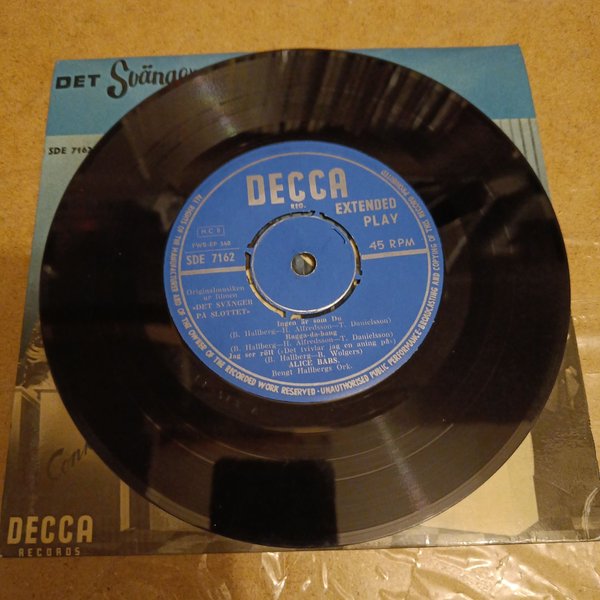 DET Svänger
SDE 7162
DECCA
REG.
EXTENDED
PLAY
NCB
FWS-EP 360
SDE 7162
45 RPM
Originalmusiken
ur filmen
»DET SVÄNGER
PÅ SLOTTET»
Ingen är som Du
(B. Hallberg—H. Alfredsson—T. Danielsson)
Ragga-da-bang
(B. Hallberg—H. Alfredsson—T. Danielsson)
Jag ser rött (»Det tvivlar jag en aning på»)
(B. Hallberg—B. Wolgers)
ALICE BABS.
Bengt Hallbergs Ork.
ALL RIGHTS OF THE MANUFACTURERS AND OF THE OWNER OF THE RECORDED WORK RESERVED · UNAUTHORISED PUBLIC PERFORMANCE BROADCASTING AND COPYING OF THIS RECORD PROHIBITED
DECCA
RECORDS